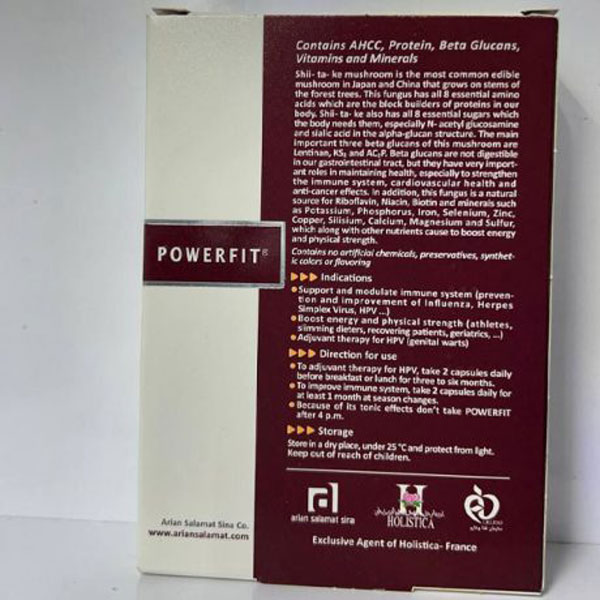 Contains AHCC, Protein, Beta Glucans,
Vitamins and Minerals
Shii- ta- ke mushroom is the most common edible
mushroom in Japan and China that grows on stems of
the forest trees. This fungus has all 8 essential amino
acids which are the block builders of proteins in our
body. Shii- ta- ke also has all 8 essential sugars which
the body needs them, especially N- acetyl glucosamine
and sialic acid in the alpha-glucan structure. The main
important three beta glucans of this mushroom are
Lentinan, KS₂ and AC₂P. Beta glucans are not digestible
in our gastrointestinal tract, but they have very import-
ant roles in maintaining health, especially to strengthen
the immune system, cardiovascular health and
anti-cancer effects. In addition, this fungus is a natural
source for Riboflavin, Niacin, Biotin and minerals such
as Potassium, Phosphorus, Iron, Selenium, Zinc,
Copper, Silisium, Calcium, Magnesium and Sulfur,
which along with other nutrients cause to boost energy
and physical strength.
Contains no artificial chemicals, preservatives, synthet-
ic colors or flavoring
POWERFIT®
Indications
Support and modulate immune system (preven-
tion and improvement of Influenza, Herpes
Simplex Virus, HPV ...)
Boost energy and physical strength (athletes,
slimming dieters, recovering patients, geriatrics, ...)
Adjuvant therapy for HPV (genital warts)
Direction for use
To adjuvant therapy for HPV, take 2 capsules daily
before breakfast or lunch for three to six months.
To improve immune system, take 2 capsules daily for
at least 1 month at season changes.
Because of its tonic effects don't take POWERFIT
after 4 p.m.
Storage
Store in a dry place, under 25 °C and protect from light.
Keep out of reach of children.
arian salamat sina
H
HOLISTICA
سازمان غذا و دارو
Exclusive Agent of Holistica- France
Arian Salamat Sina Co.
www.ariansalamat.com